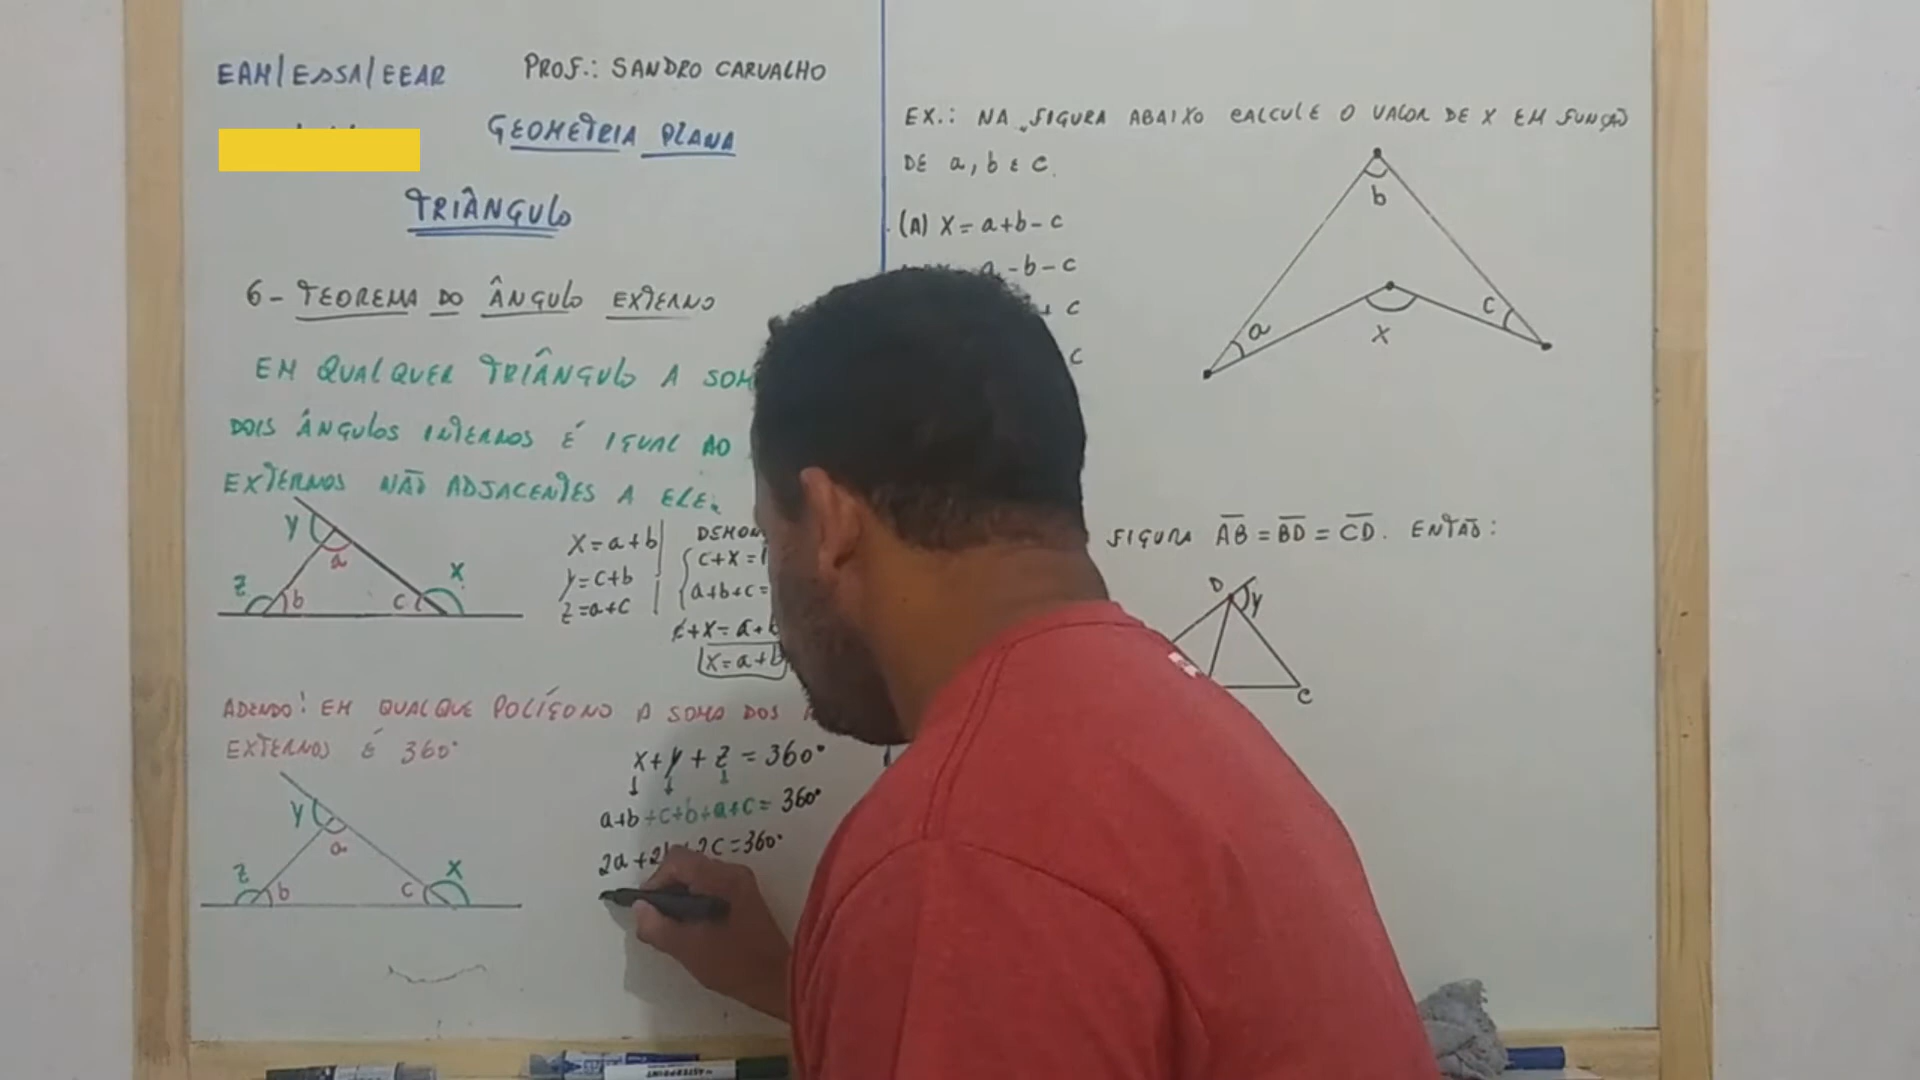 EAM/ESSA/EEAR
PROF.: SANDRO CARVALHO
GEOMETRIA PLANA
TRIÂNGULO
6- TEOREMA DO ÂNGULO EXTERNO
EM QUALQUER TRIÂNGULO A
DOIS ÂNGULOS INTERNOS É IGUAL AO
EXTERNOS NÃO ADJACENTES A ELE.
y
a
z
b
c
x
X = a+b
y = c+b
z = a+c
c+x =
a+b+c=
c+x= a+b
x=a+b
ADENDO! EM QUALQUE POLÍGONO A SOMA DOS
EXTERNOS É 360°
y
a
z
b
c
x
x+y+z = 360°
a+b+c+b+a+c= 360°
2a+2b+2c=360°
EX.: NA FIGURA ABAIXO CALCULE O VALOR DE X EM FUNÇÃO
DE a, b E c.
(A) X= a+b-c
-b-c
c
c
b
a
x
c
FIGURA AB = BD = CD. ENTÃO:
D
y
C